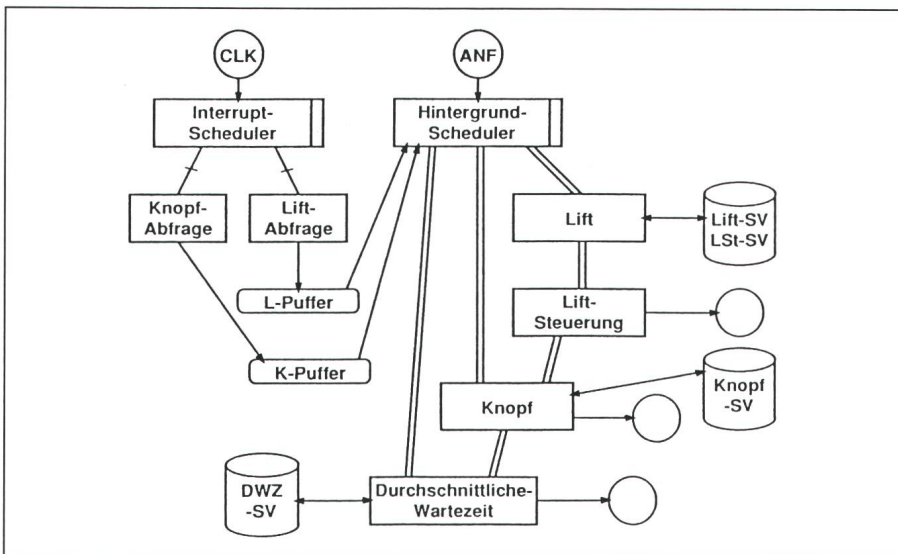 CLK
ANF
Interrupt-
Scheduler
Hintergrund-
Scheduler
Knopf-
Abfrage
Lift-
Abfrage
Lift
Lift-SV
LSt-SV
L-Puffer
Lift-
Steuerung
K-Puffer
Knopf
Knopf
-SV
DWZ
-SV
Durchschnittliche-
Wartezeit